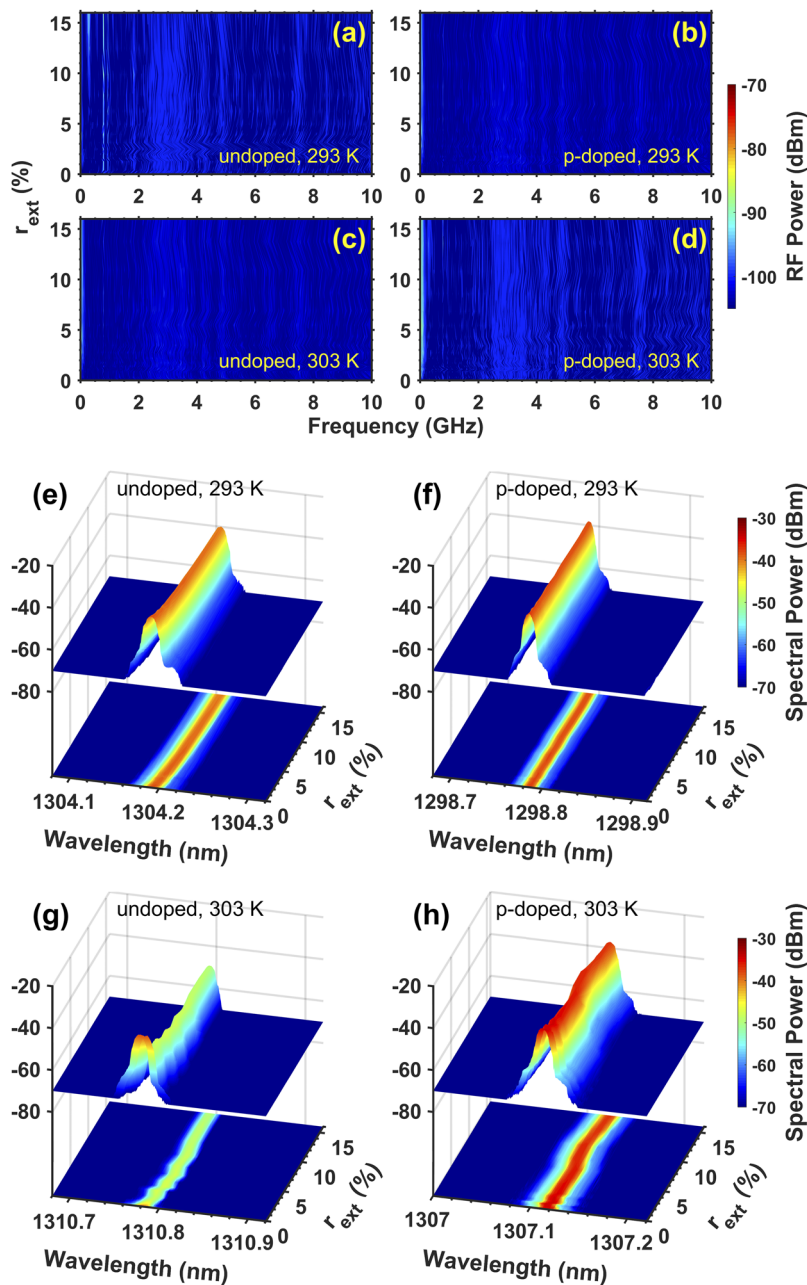 15
10
5
0
(a)
undoped, 293 K
0 2 4 6 8 10
(b)
p-doped, 293 K
0 2 4 6 8 10
r_ext (%)
15
10
5
0
(c)
undoped, 303 K
0 2 4 6 8 10
(d)
p-doped, 303 K
0 2 4 6 8 10
Frequency (GHz)
-70
-80
-90
-100
RF Power (dBm)
(e)
undoped, 293 K
-20
-40
-60
-80
15
10
5
0
r_ext (%)
1304.1 1304.2 1304.3
Wavelength (nm)
(f)
p-doped, 293 K
-20
-40
-60
-80
15
10
5
0
r_ext (%)
1298.7 1298.8 1298.9
Wavelength (nm)
-30
-40
-50
-60
-70
Spectral Power (dBm)
(g)
undoped, 303 K
-20
-40
-60
-80
15
10
5
0
r_ext (%)
1310.7 1310.8 1310.9
Wavelength (nm)
(h)
p-doped, 303 K
-20
-40
-60
-80
15
10
5
0
r_ext (%)
1307 1307.1 1307.2
Wavelength (nm)
-30
-40
-50
-60
-70
Spectral Power (dBm)